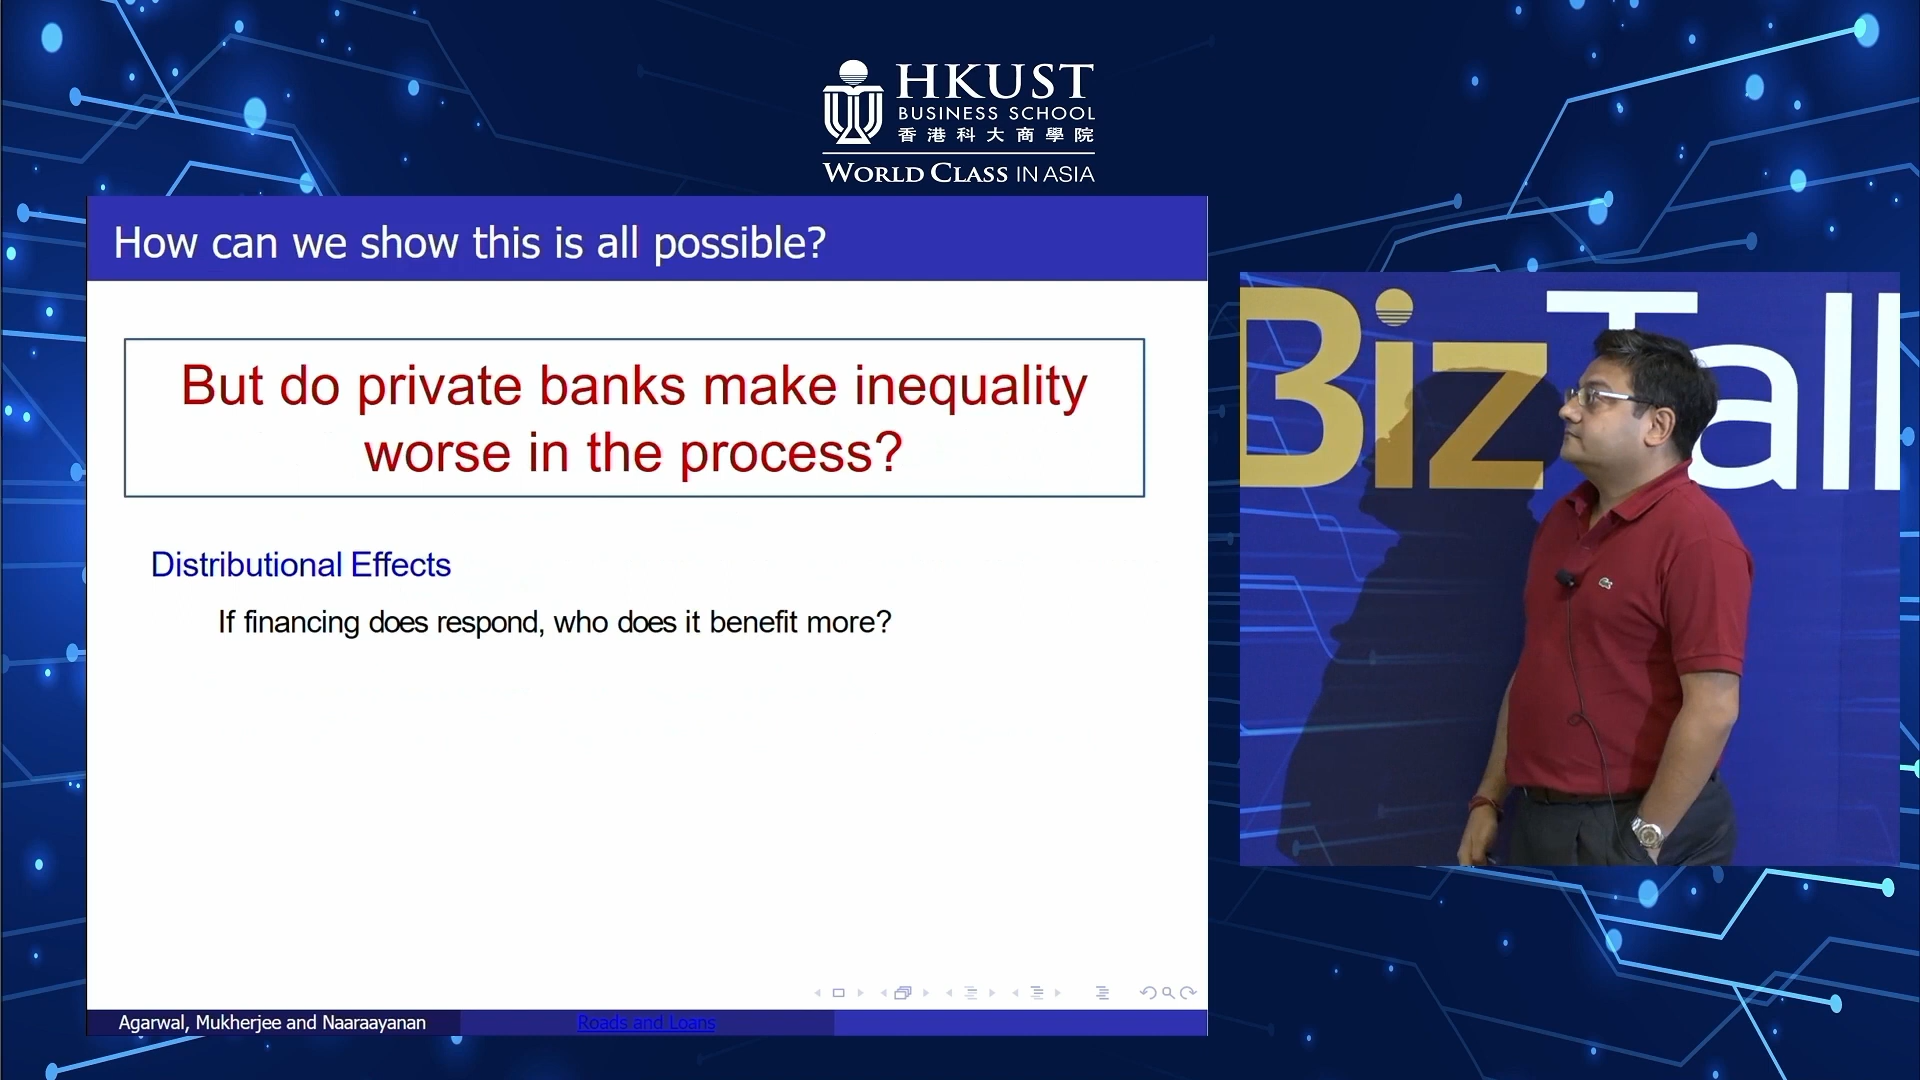 HKUST
BUSINESS SCHOOL
香港科大商學院
WORLD CLASS IN ASIA
How can we show this is all possible?
But do private banks make inequality
worse in the process?
Distributional Effects
If financing does respond, who does it benefit more?
Agarwal, Mukherjee and Naaraayanan
Roads and Loans
Biz Tall